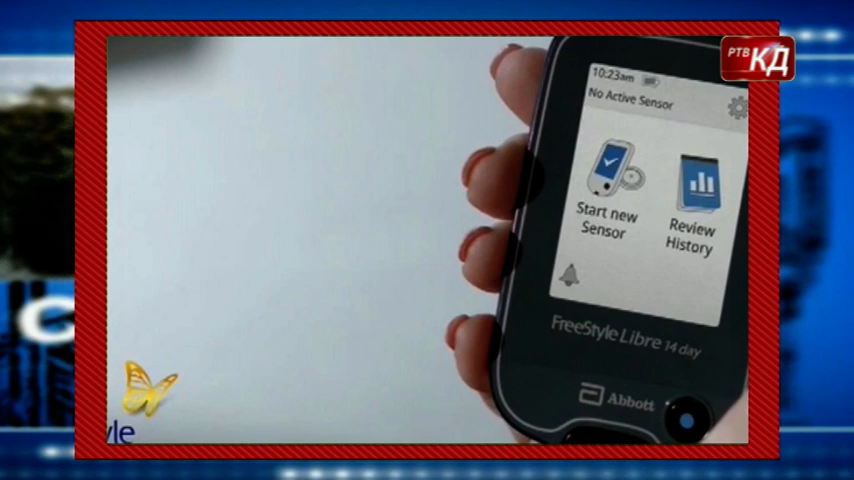 РТВ КД
10:23am
No Active Sensor
Start new
Sensor
Review
History
FreeStyle Libre 14 day
Abbott
yle
С